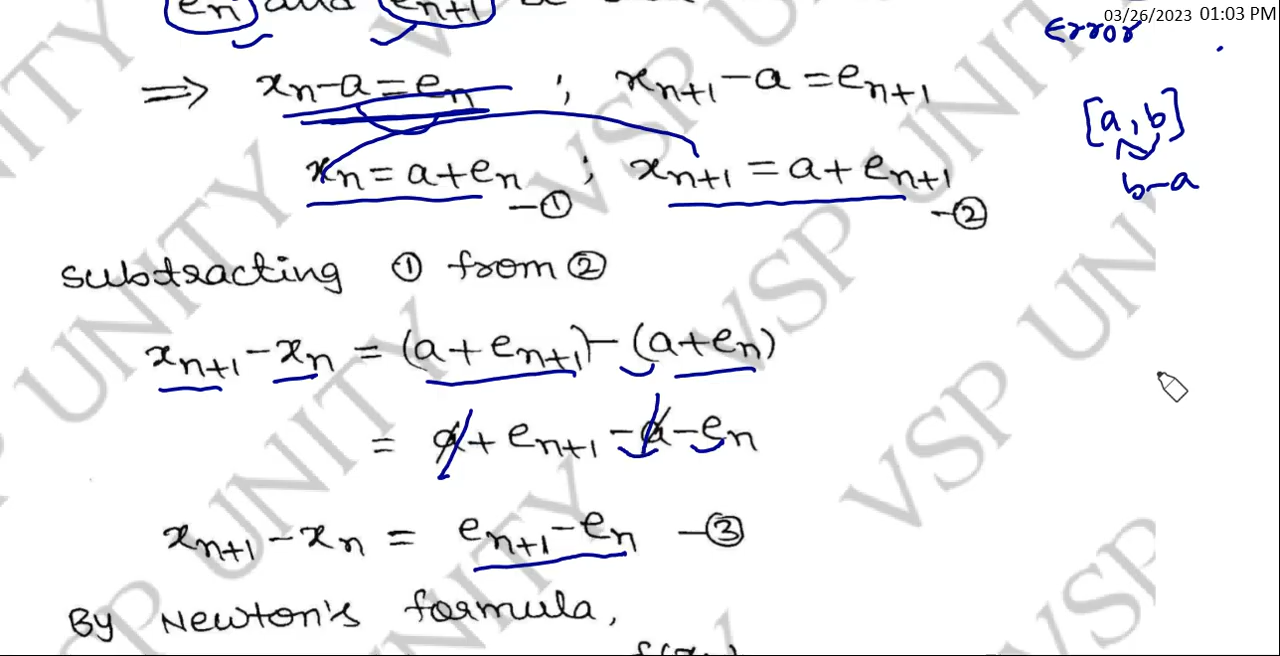 03/26/2023 01:03 PM
en and en+1
Error
⇒ xn - a = en ; xn+1 - a = en+1
[a, b]
b-a
xn = a + en —① ; xn+1 = a + en+1 —②
subtracting ① from ②
xn+1 - xn = (a + en+1) - (a + en)
= a + en+1 - a - en
xn+1 - xn = en+1 - en —③
By Newton's formula,
VSP UNITY